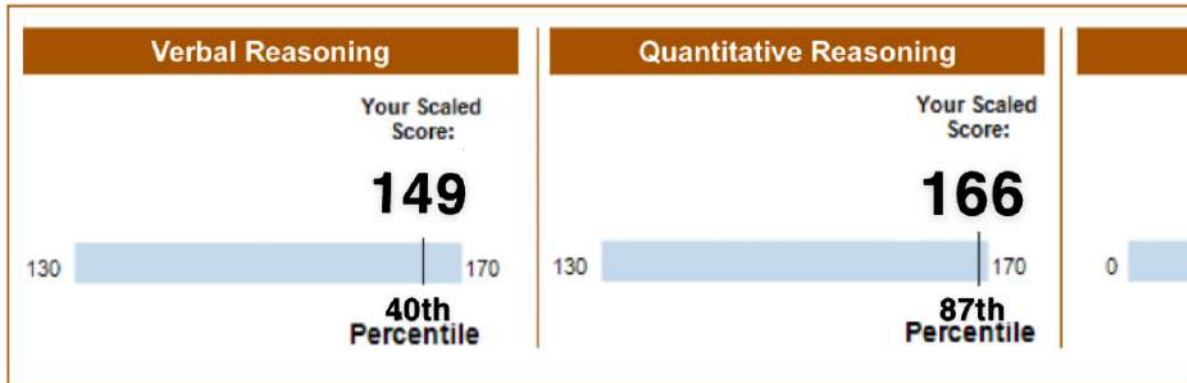 Verbal Reasoning
Your Scaled
Score:
149
130
170
40th
Percentile
Quantitative Reasoning
Your Scaled
Score:
166
130
170
87th
Percentile
0